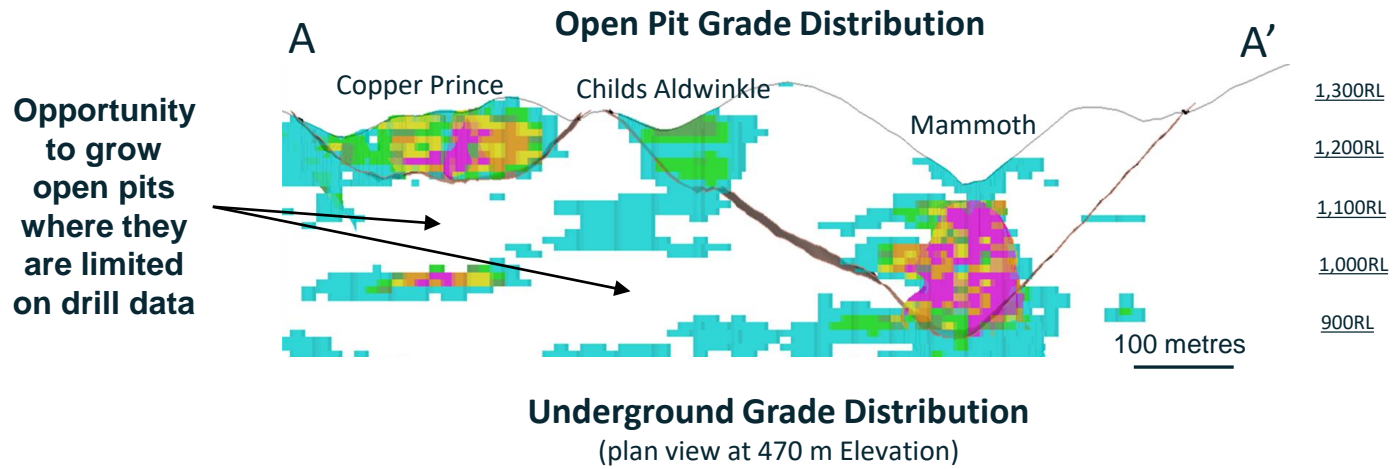 Open Pit Grade Distribution
A
A'
Copper Prince
Childs Aldwinkle
Mammoth
Opportunity
to grow
open pits
where they
are limited
on drill data
1,300RL
1,200RL
1,100RL
1,000RL
900RL
100 metres
Underground Grade Distribution
(plan view at 470 m Elevation)